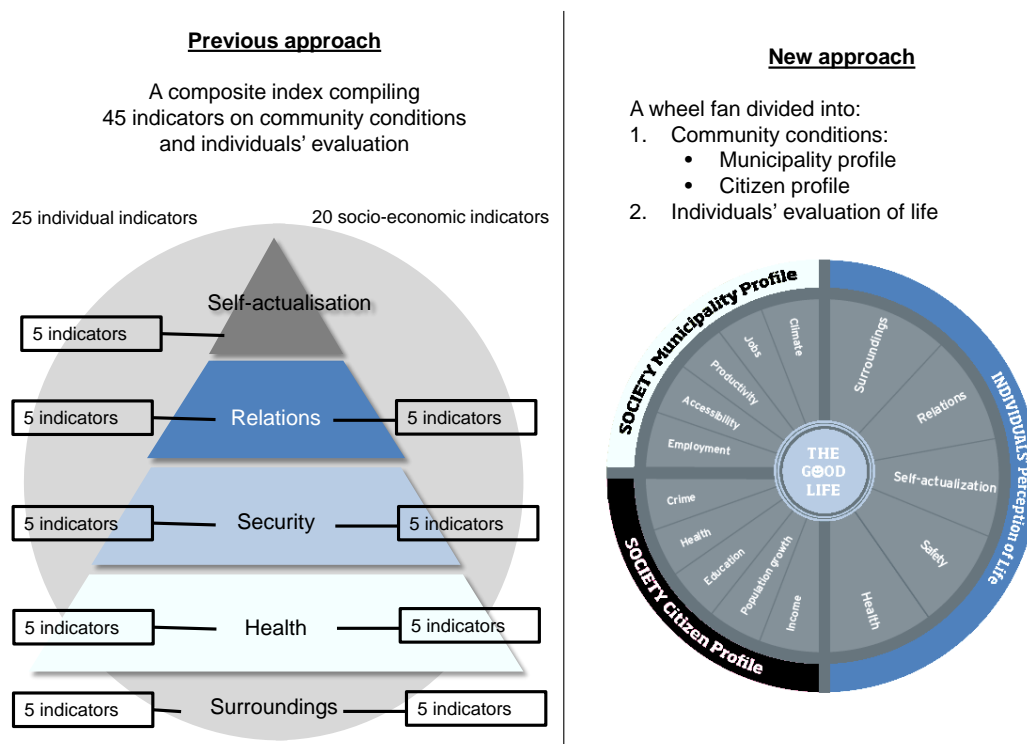 Previous approach
A composite index compiling
45 indicators on community conditions
and individuals' evaluation
25 individual indicators
20 socio-economic indicators
Self-actualisation
5 indicators
5 indicators
Relations
5 indicators
5 indicators
Security
5 indicators
5 indicators
Health
5 indicators
5 indicators
Surroundings
5 indicators
New approach
A wheel fan divided into:
1. Community conditions:
• Municipality profile
• Citizen profile
2. Individuals' evaluation of life
SOCIETY Municipality Profile
Climate
Jobs
Productivity
Accessibility
Employment
SOCIETY Citizen Profile
Crime
Health
Education
Population growth
Income
INDIVIDUALS' Perception of Life
Surroundings
Relations
Self-actualization
Safety
Health
THE
GOOD
LIFE